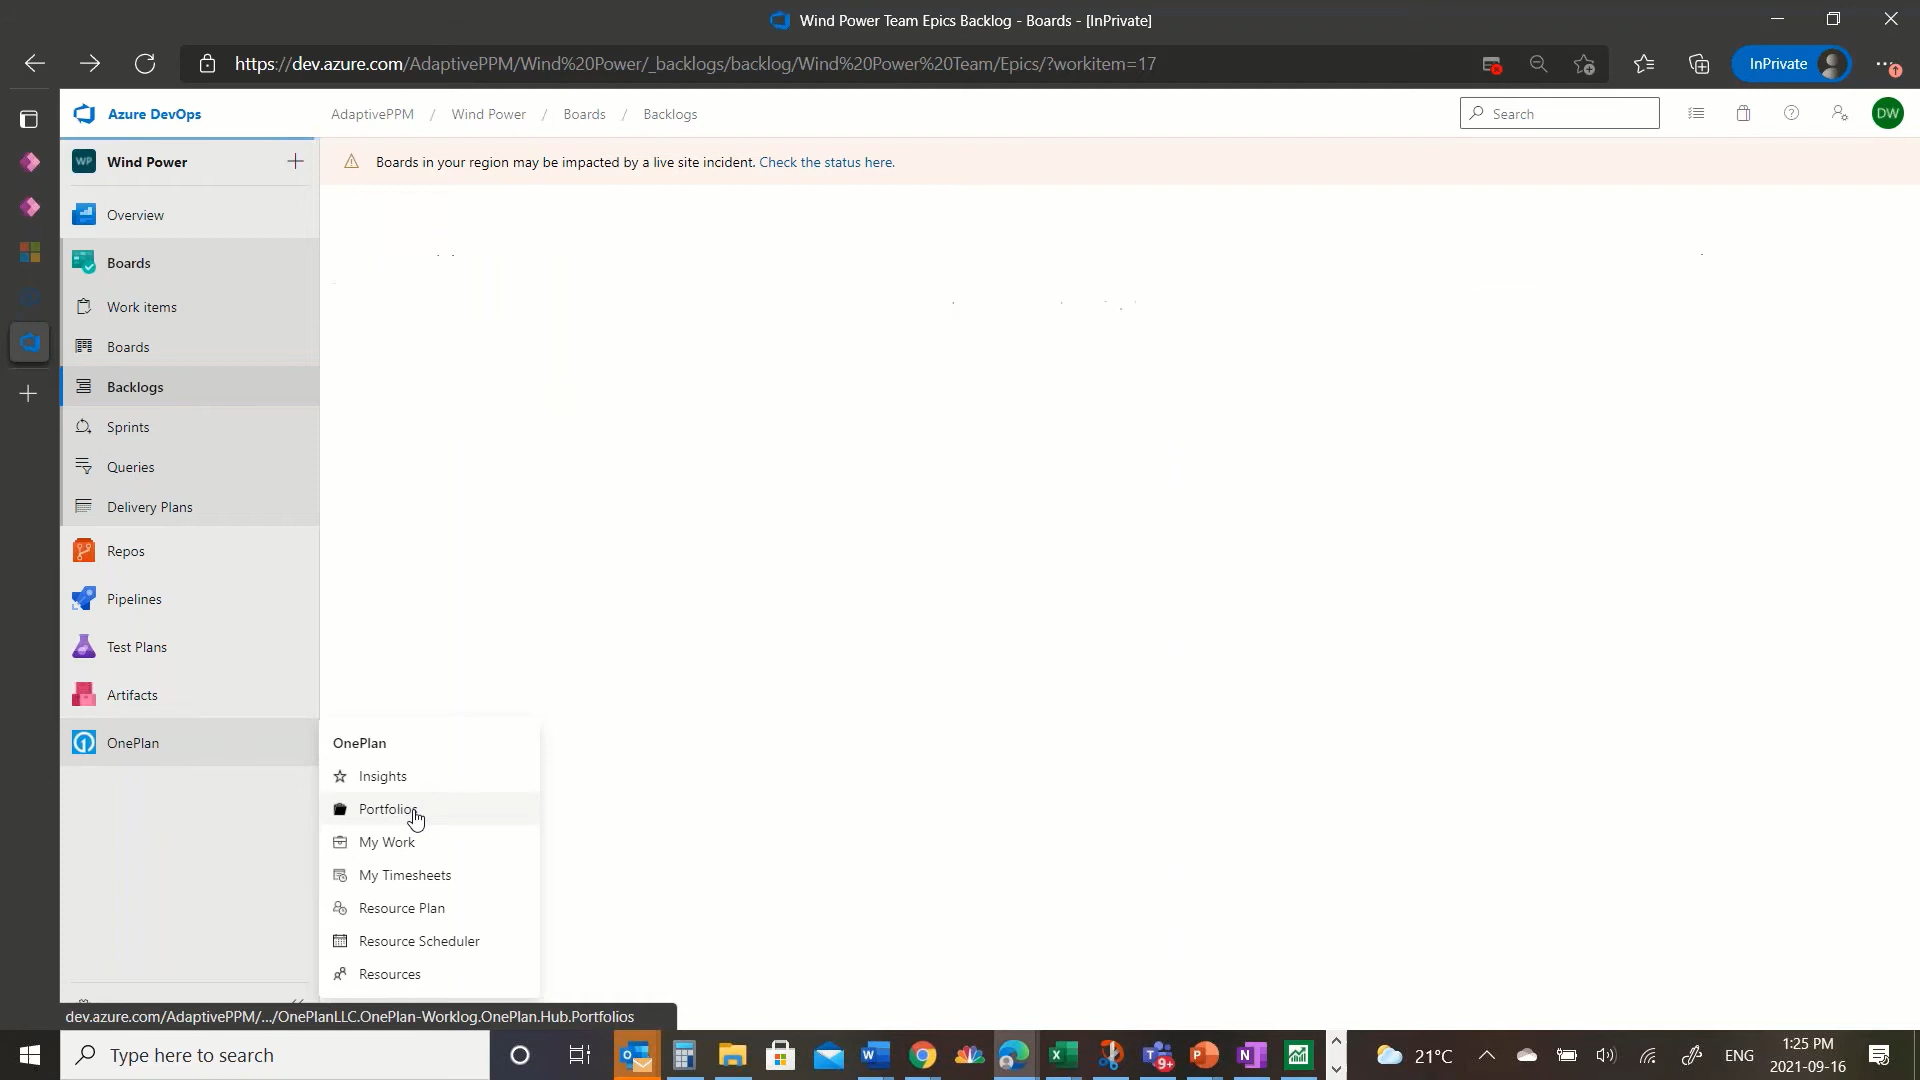 Wind Power Team Epics Backlog - Boards - [InPrivate]
https://dev.azure.com/AdaptivePPM/Wind%20Power/_backlogs/backlog/Wind%20Power%20Team/Epics/?workitem=17
InPrivate
Azure DevOps
AdaptivePPM / Wind Power / Boards / Backlogs
Search
DW
WP Wind Power
Boards in your region may be impacted by a live site incident. Check the status here.
Overview
Boards
Work items
Boards
Backlogs
Sprints
Queries
Delivery Plans
Repos
Pipelines
Test Plans
Artifacts
OnePlan
OnePlan
Insights
Portfolios
My Work
My Timesheets
Resource Plan
Resource Scheduler
Resources
dev.azure.com/AdaptivePPM/.../OnePlanLLC.OnePlan-Worklog.OnePlan.Hub.Portfolios
Type here to search
9+
21°C
ENG
1:25 PM
2021-09-16